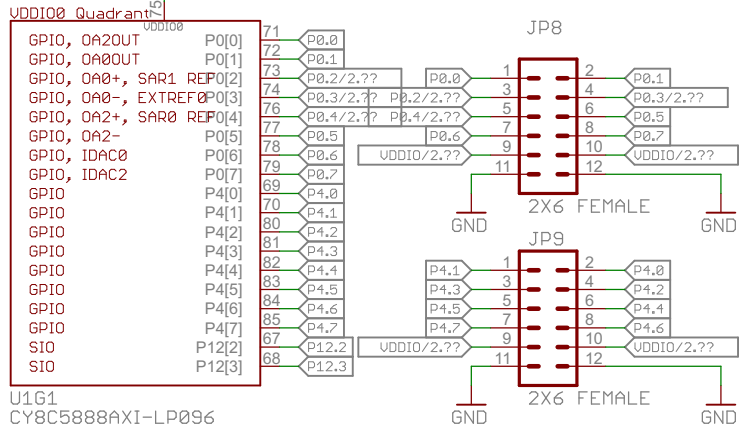 VDDIO0 Quadrant
75
VDDIO0
GPIO, OA2OUT P0[0] 71 P0.0
GPIO, OA0OUT P0[1] 72 P0.1
GPIO, OA0+, SAR1 REF P0[2] 73 P0.2/2.??
GPIO, OA0-, EXTREF0 P0[3] 74 P0.3/2.??
GPIO, OA2+, SAR0 REF P0[4] 76 P0.4/2.??
GPIO, OA2- P0[5] 77 P0.5
GPIO, IDAC0 P0[6] 78 P0.6
GPIO, IDAC2 P0[7] 79 P0.7
GPIO P4[0] 69 P4.0
GPIO P4[1] 70 P4.1
GPIO P4[2] 80 P4.2
GPIO P4[3] 81 P4.3
GPIO P4[4] 82 P4.4
GPIO P4[5] 83 P4.5
GPIO P4[6] 84 P4.6
GPIO P4[7] 85 P4.7
SIO P12[2] 67 P12.2
SIO P12[3] 68 P12.3
U1G1
CY8C5888AXI-LP096
JP8
P0.0 1 2 P0.1
P0.2/2.?? 3 4 P0.3/2.??
P0.4/2.?? 5 6 P0.5
P0.6 7 8 P0.7
VDDIO/2.?? 9 10 VDDIO/2.??
11 12
2X6 FEMALE
GND GND
JP9
P4.1 1 2 P4.0
P4.3 3 4 P4.2
P4.5 5 6 P4.4
P4.7 7 8 P4.6
VDDIO/2.?? 9 10 VDDIO/2.??
11 12
2X6 FEMALE
GND GND